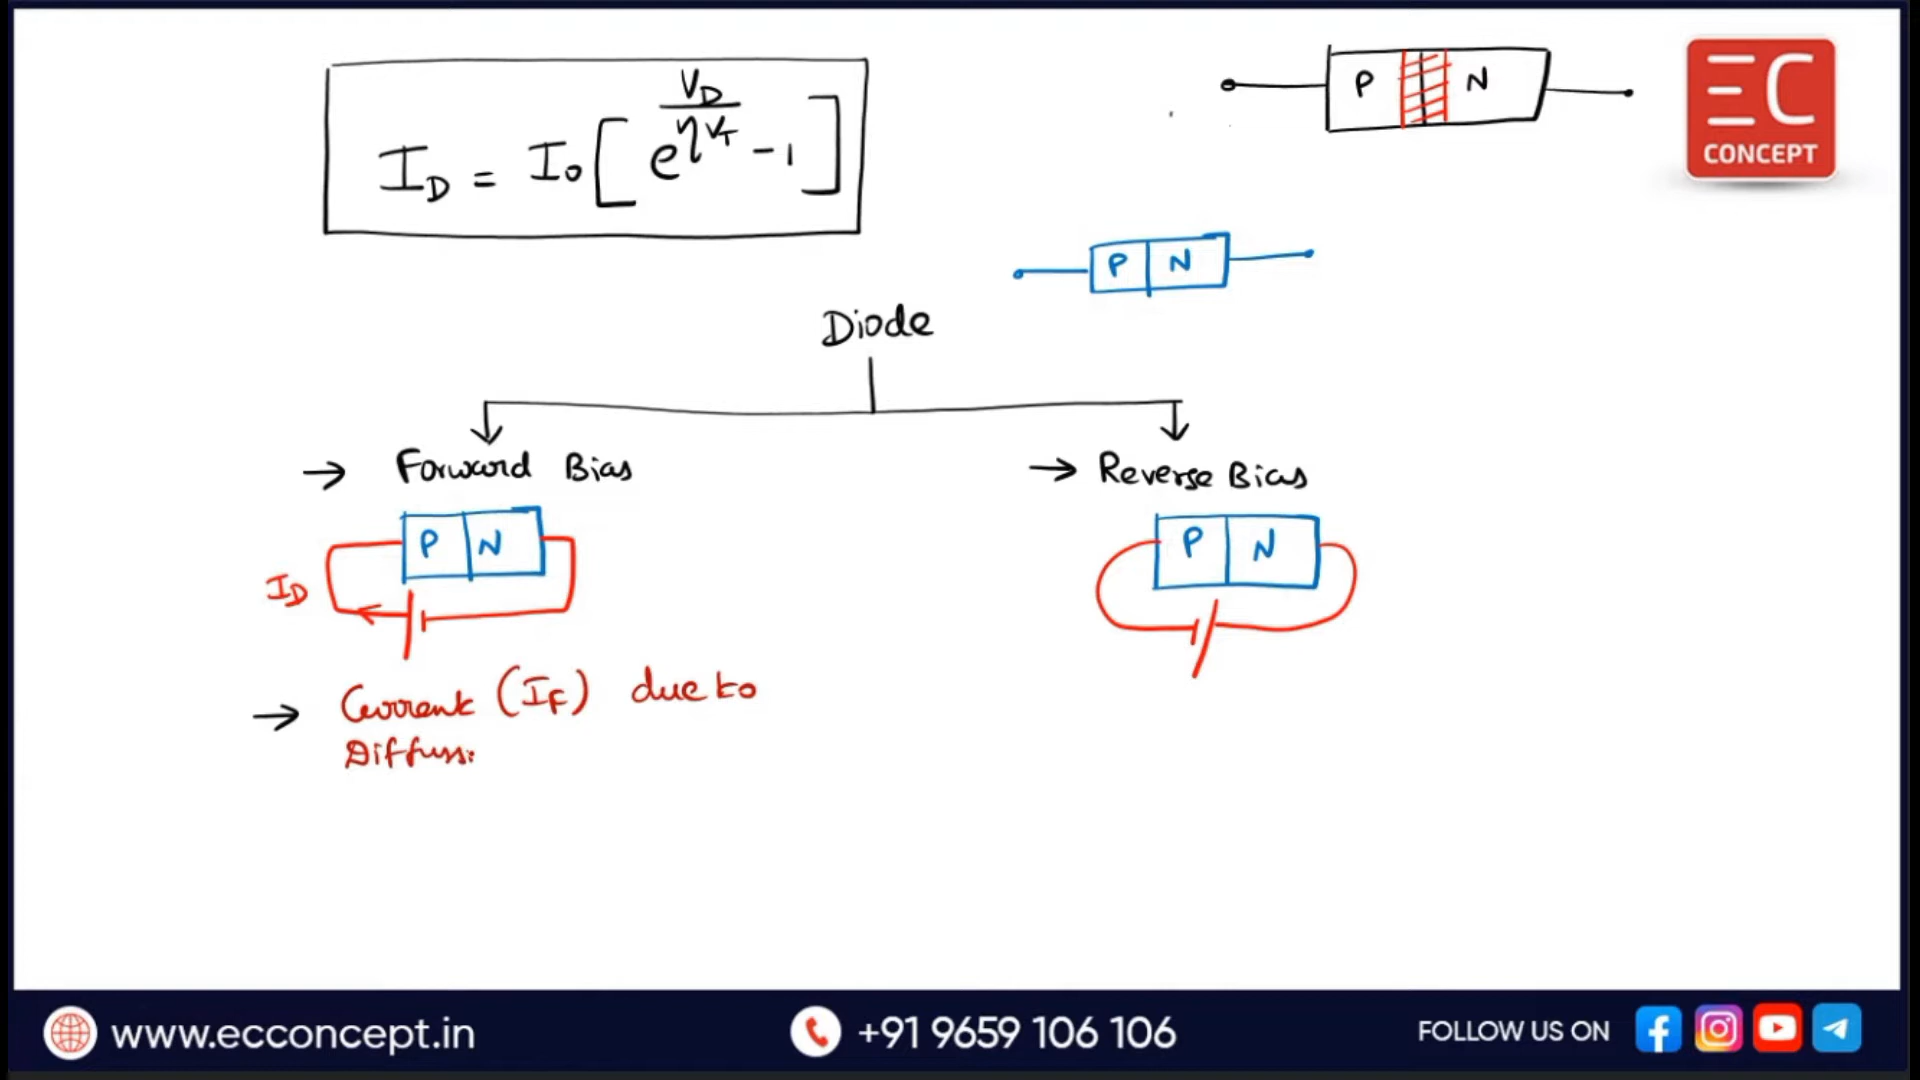 I_D = I_0 [ e^{V_D/ηV_T} - 1 ]
P N
EC
CONCEPT
P N
Diode
→ Forward Bias
→ Reverse Bias
P N
P N
I_D
→ Current (I_F) due to
Diffusi
www.ecconcept.in
+91 9659 106 106
FOLLOW US ON